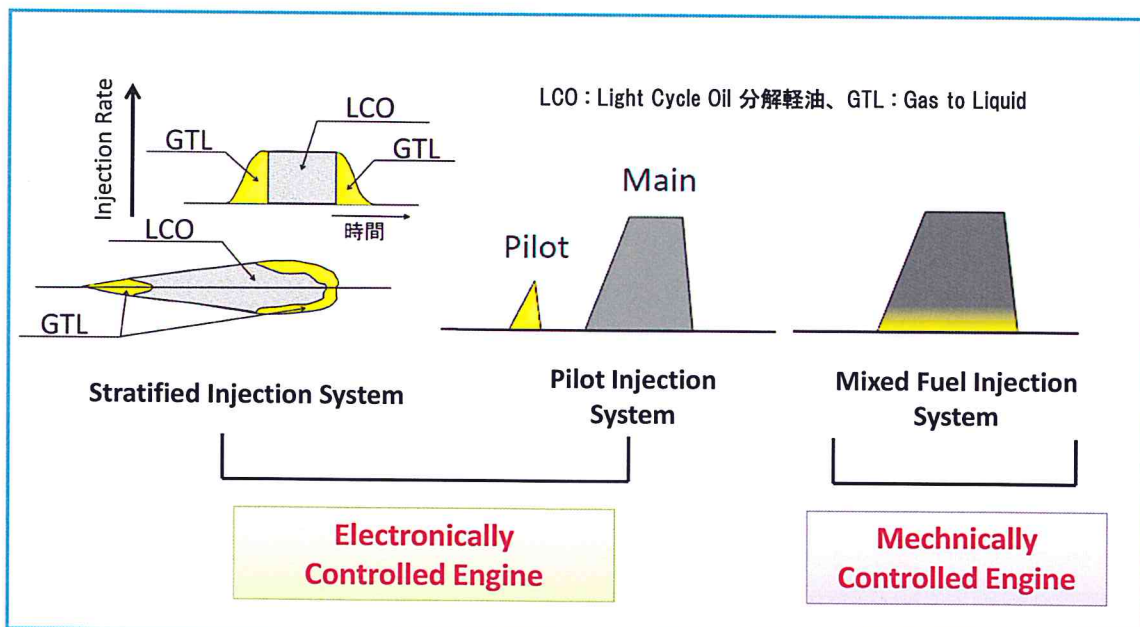 LCO：Light Cycle Oil 分解軽油、GTL：Gas to Liquid
Injection Rate
GTL
LCO
GTL
時間
LCO
GTL
Stratified Injection System
Pilot
Main
Pilot Injection
System
Mixed Fuel Injection
System
Electronically
Controlled Engine
Mechnically
Controlled Engine